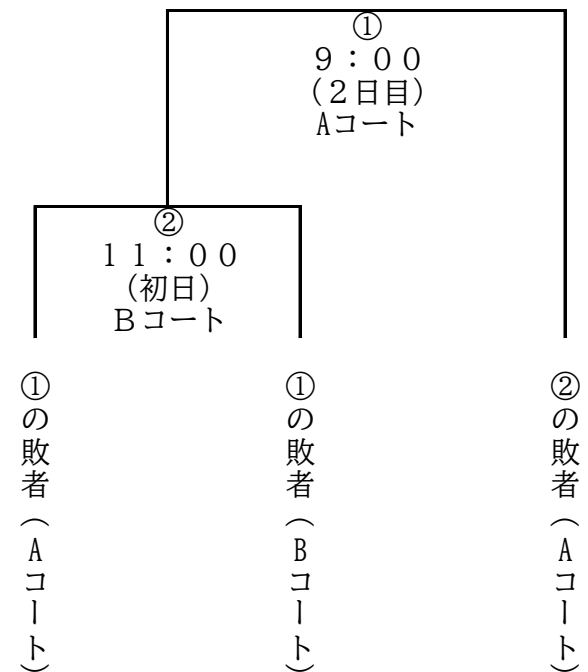 ①
９：００
（２日目）
Aコート
②
１１：００
（初日）
Ｂコート
①の敗者（Aコート）
①の敗者（Bコート）
②の敗者（Aコート）